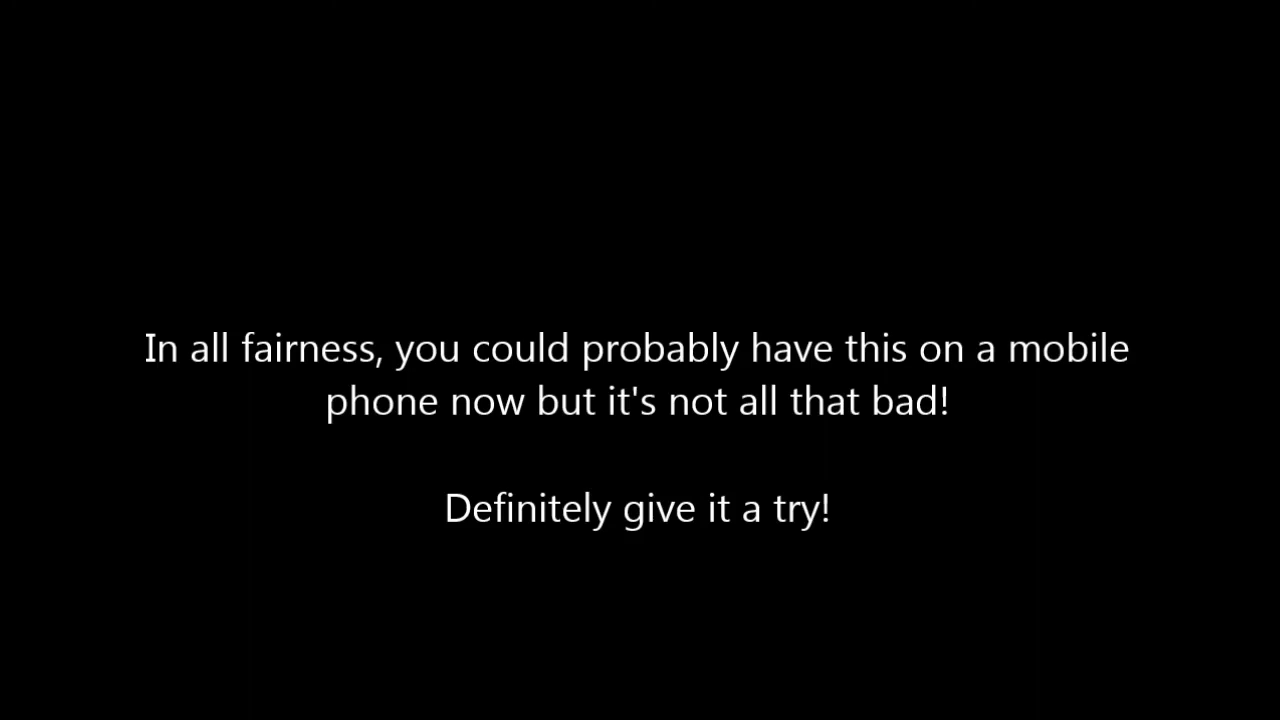 In all fairness, you could probably have this on a mobile
phone now but it's not all that bad!
Definitely give it a try!